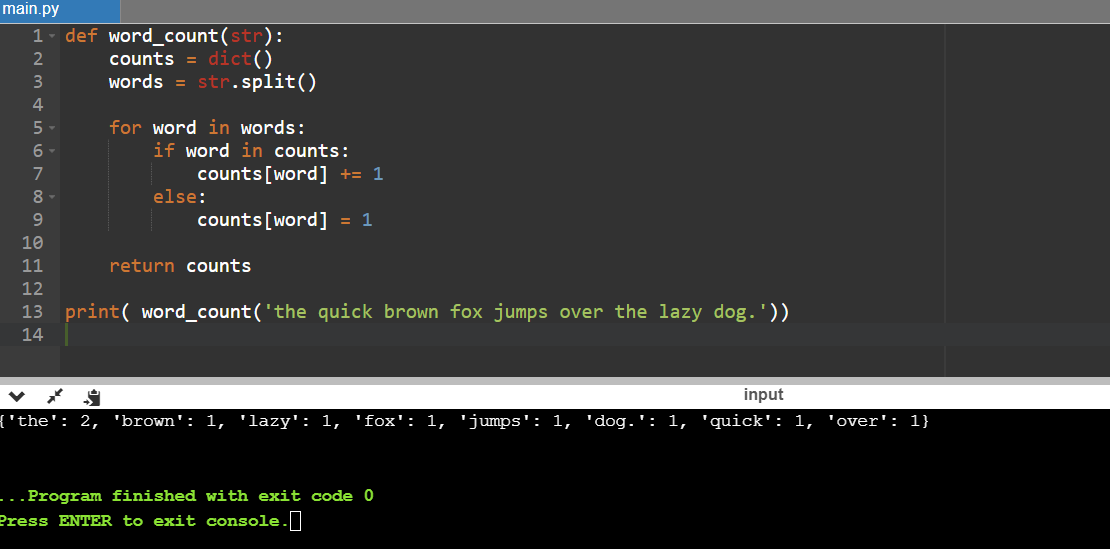 main.py
1 def word_count(str):
2     counts = dict()
3     words = str.split()
4
5     for word in words:
6         if word in counts:
7             counts[word] += 1
8         else:
9             counts[word] = 1
10
11     return counts
12
13 print( word_count('the quick brown fox jumps over the lazy dog.'))
14
input
{'the': 2, 'brown': 1, 'lazy': 1, 'fox': 1, 'jumps': 1, 'dog.': 1, 'quick': 1, 'over': 1}
...Program finished with exit code 0
Press ENTER to exit console.